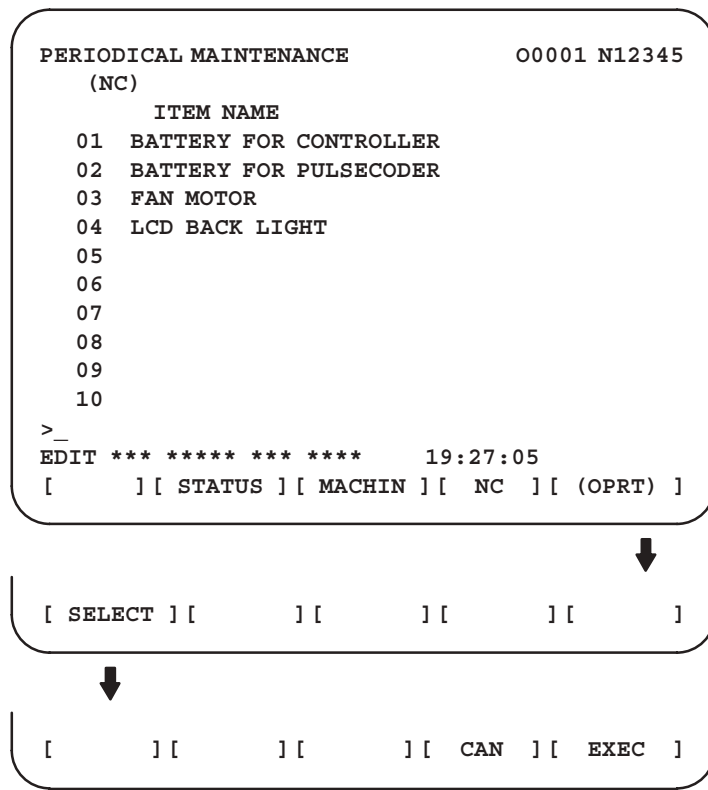 PERIODICAL MAINTENANCE O0001 N12345
(NC)
ITEM NAME
01 BATTERY FOR CONTROLLER
02 BATTERY FOR PULSECODER
03 FAN MOTOR
04 LCD BACK LIGHT
05
06
07
08
09
10
>_
EDIT *** ***** *** **** 19:27:05
[ ][ STATUS ][ MACHIN ][ NC ][ (OPRT) ]
[ SELECT ][ ][ ][ ][ ]
[ ][ ][ ][ CAN ][ EXEC ]